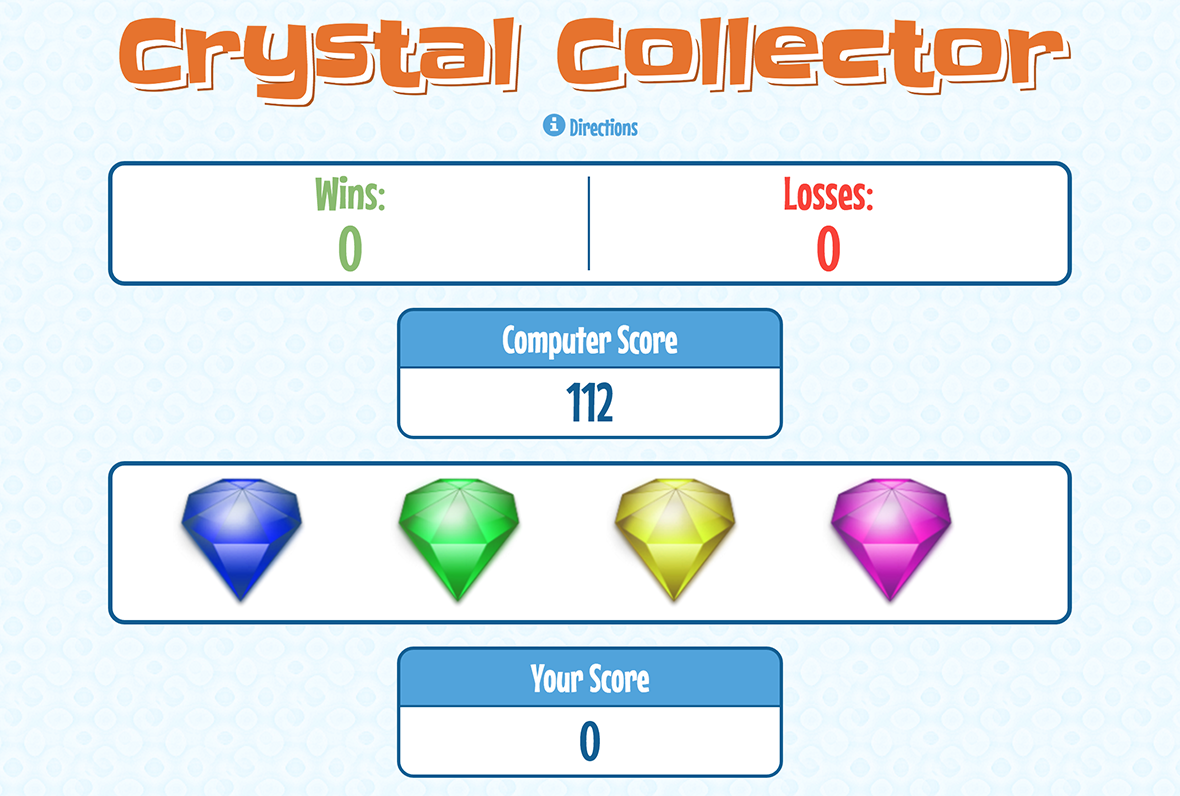 Crystal Collector
Directions
Wins:
0
Losses:
0
Computer Score
112
Your Score
0